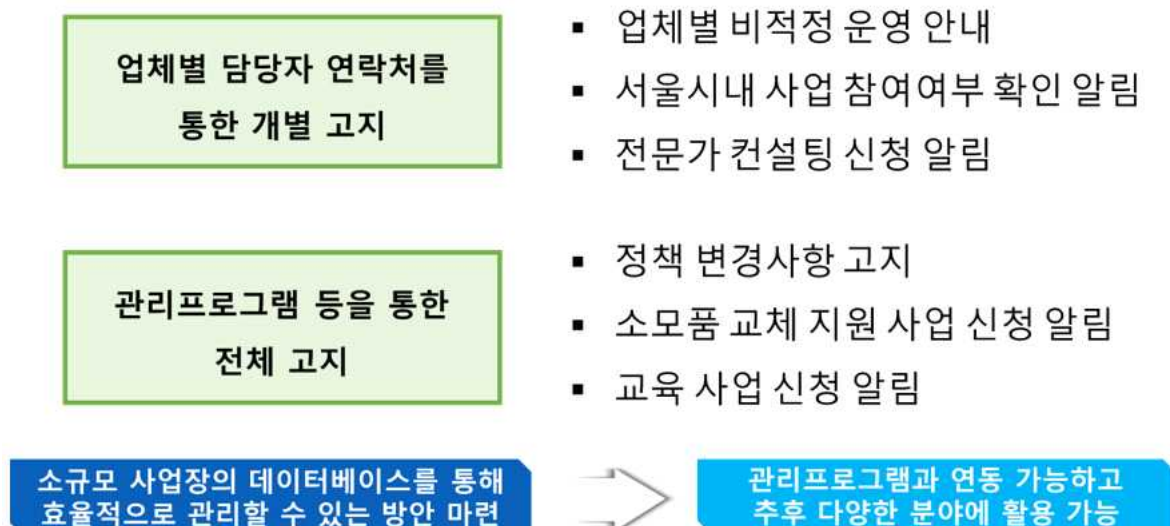 업체별 담당자 연락처를
통한 개별 고지
▪ 업체별 비적정 운영 안내
▪ 서울시내 사업 참여여부 확인 알림
▪ 전문가 컨설팅 신청 알림
관리프로그램 등을 통한
전체 고지
▪ 정책 변경사항 고지
▪ 소모품 교체 지원 사업 신청 알림
▪ 교육 사업 신청 알림
소규모 사업장의 데이터베이스를 통해
효율적으로 관리할 수 있는 방안 마련
관리프로그램과 연동 가능하고
추후 다양한 분야에 활용 가능